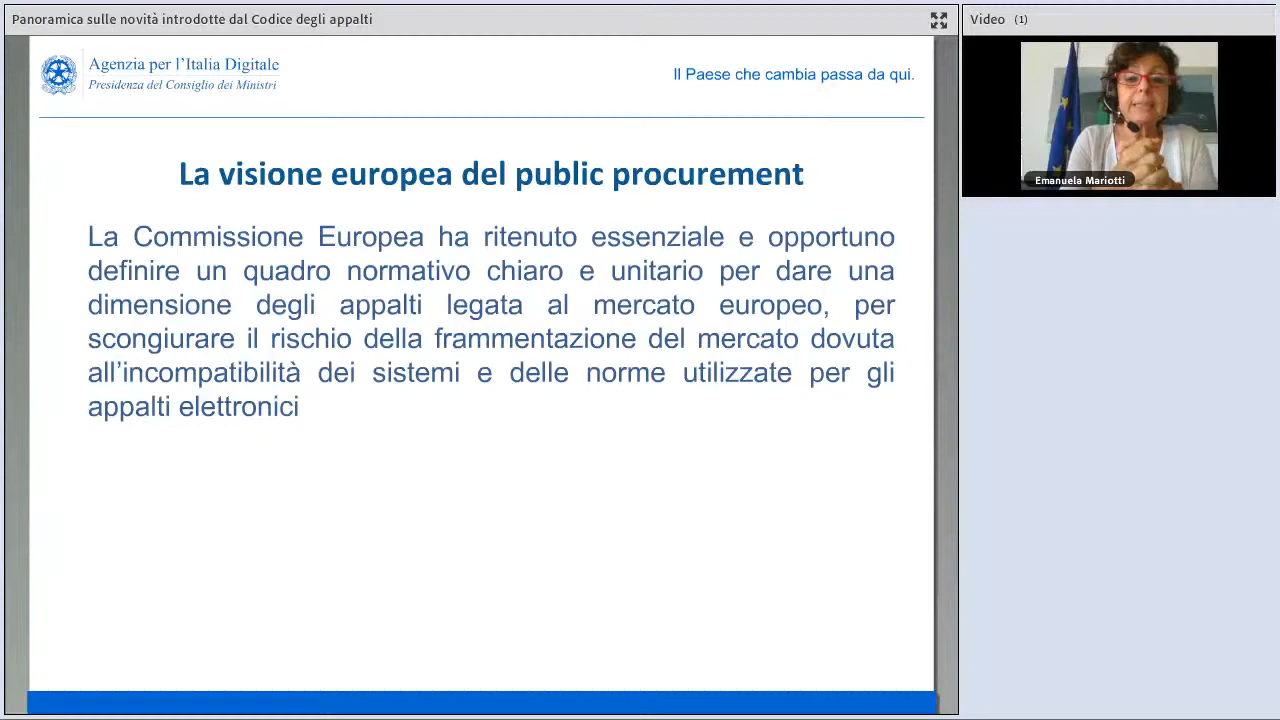 Panoramica sulle novità introdotte dal Codice degli appalti
Video (1)
Agenzia per l'Italia Digitale
Presidenza del Consiglio dei Ministri
Il Paese che cambia passa da qui.
Emanuela Mariotti
La visione europea del public procurement
La Commissione Europea ha ritenuto essenziale e opportuno
definire un quadro normativo chiaro e unitario per dare una
dimensione degli appalti legata al mercato europeo, per
scongiurare il rischio della frammentazione del mercato dovuta
all’incompatibilità dei sistemi e delle norme utilizzate per gli
appalti elettronici